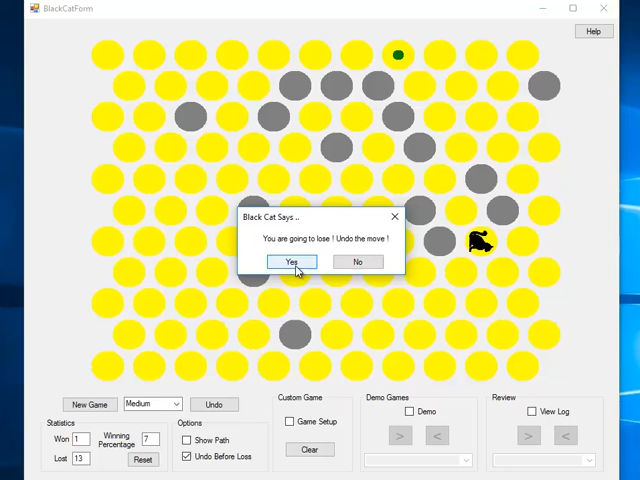 BlackCatForm
Help
Black Cat Says ..
You are going to lose ! Undo the move !
Yes
No
New Game
Medium
Undo
Statistics
Won
1
Winning
Percentage
7
Lost
13
Reset
Options
Show Path
Undo Before Loss
Custom Game
Game Setup
Clear
Demo Games
Demo
>
<
Review
View Log
>
<